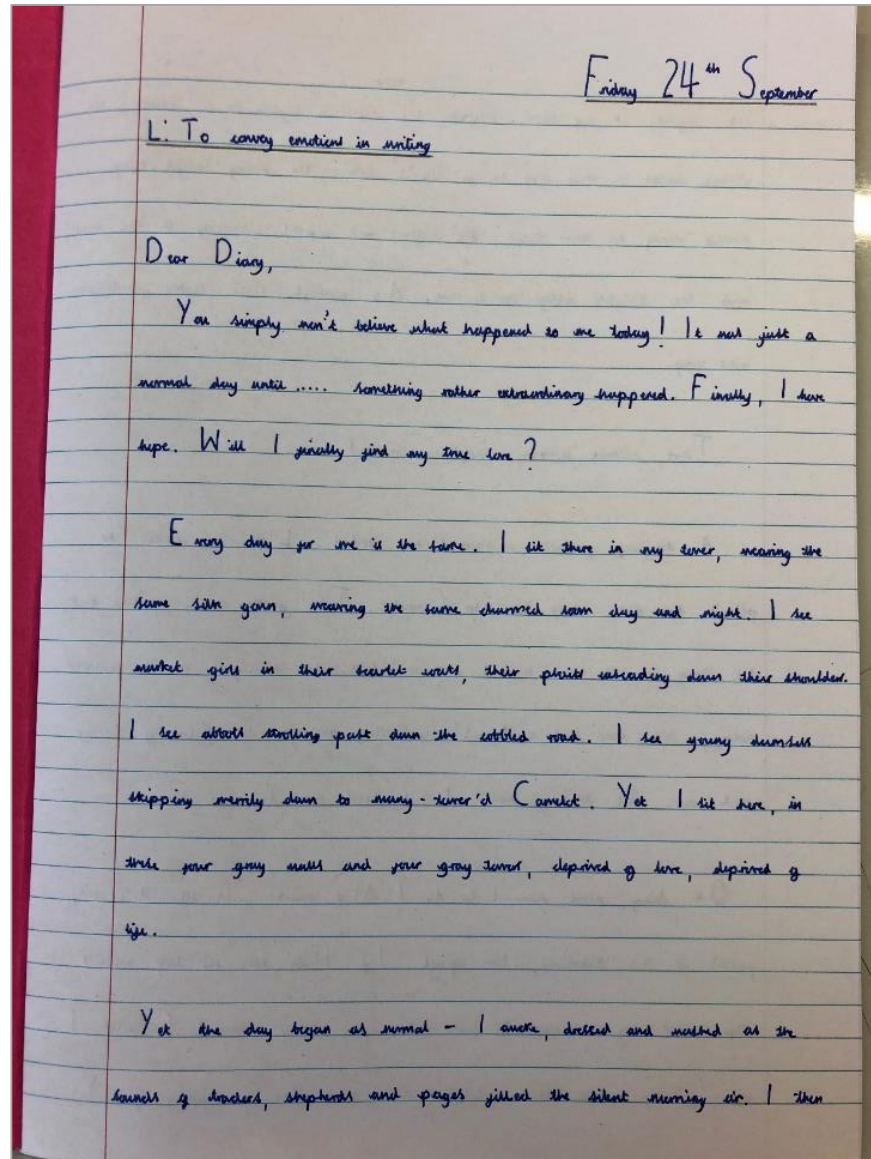 Friday 24th September
L: To convey emotions in writing
Dear Diary,
You simply won't believe what happened to me today! It was just a
normal day until ..... something rather extraordinary happened. Finally, I have
hope. Will I finally find my true love?
Every day for me is the same. I sit there in my tower, wearing the
same silk gown, weaving the same charmed loom day and night. I see
market girls in their scarlet coats, their plaits cascading down their shoulders.
I see abbots strolling past down the cobbled road. I see young damsels
skipping merrily down to many-tower'd Camelot. Yet I sit here, in
these four gray walls and four gray towers, deprived of love, deprived of
life.
Yet the day began as normal - I awoke, dressed and washed as the
sounds of traders, shepherds and pages filled the silent morning air. I then